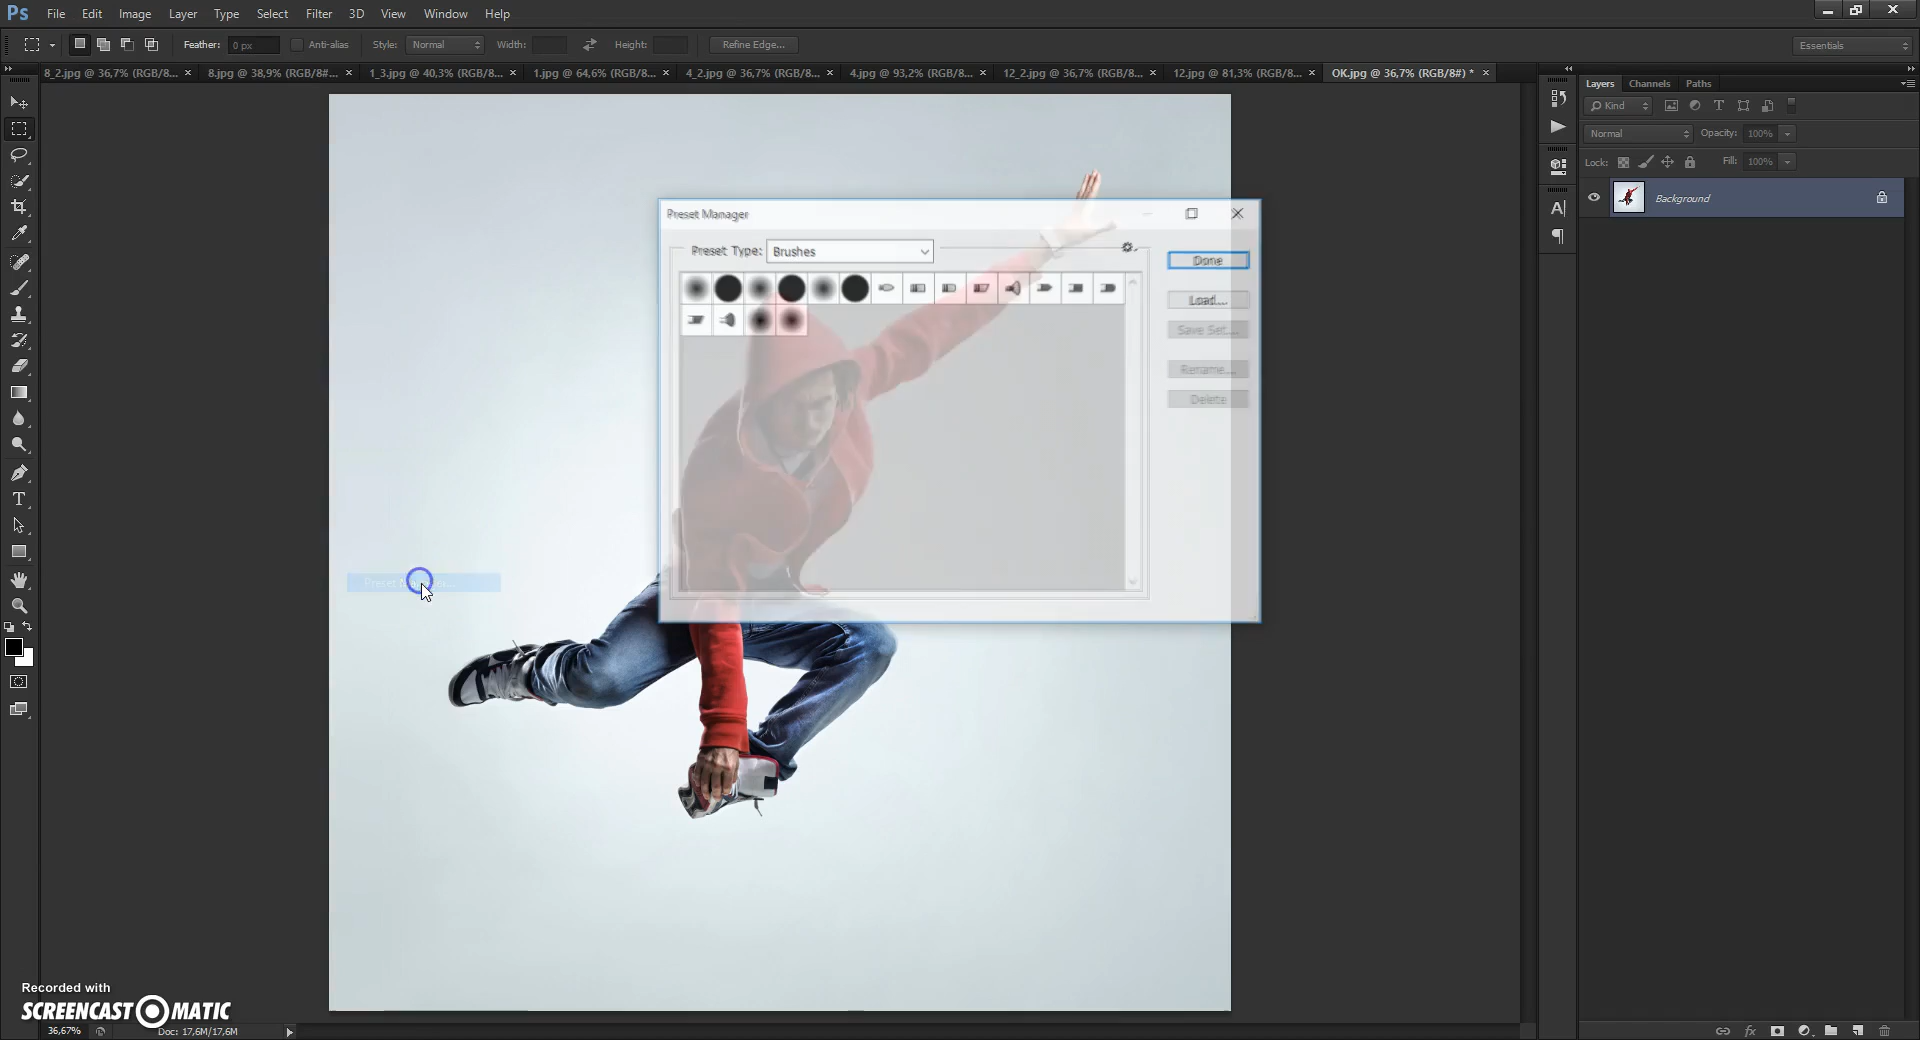 Ps File Edit Image Layer Type Select Filter 3D View Window Help
Feather: 0 px Anti-alias Style: Normal Width: Height: Refine Edge... Essentials
8_2.jpg @ 36,7% (RGB/8... × 8.jpg @ 38,9% (RGB/8#... × 1_3.jpg @ 40,3% (RGB/8... × 1.jpg @ 64,6% (RGB/8... × 4_2.jpg @ 36,7% (RGB/8... × 4.jpg @ 93,2% (RGB/8... × 12_2.jpg @ 36,7% (RGB/8... × 12.jpg @ 81,3% (RGB/8... × OK.jpg @ 36,7% (RGB/8#) * ×
Layers Channels Paths
Kind
Normal Opacity: 100%
Lock: Fill: 100%
Background
Preset Manager
Preset Type: Brushes
Done
Load...
Save Set...
Rename...
Delete
Preset Manager...
Recorded with
SCREENCAST MATIC
36,67% Doc: 17,6M/17,6M